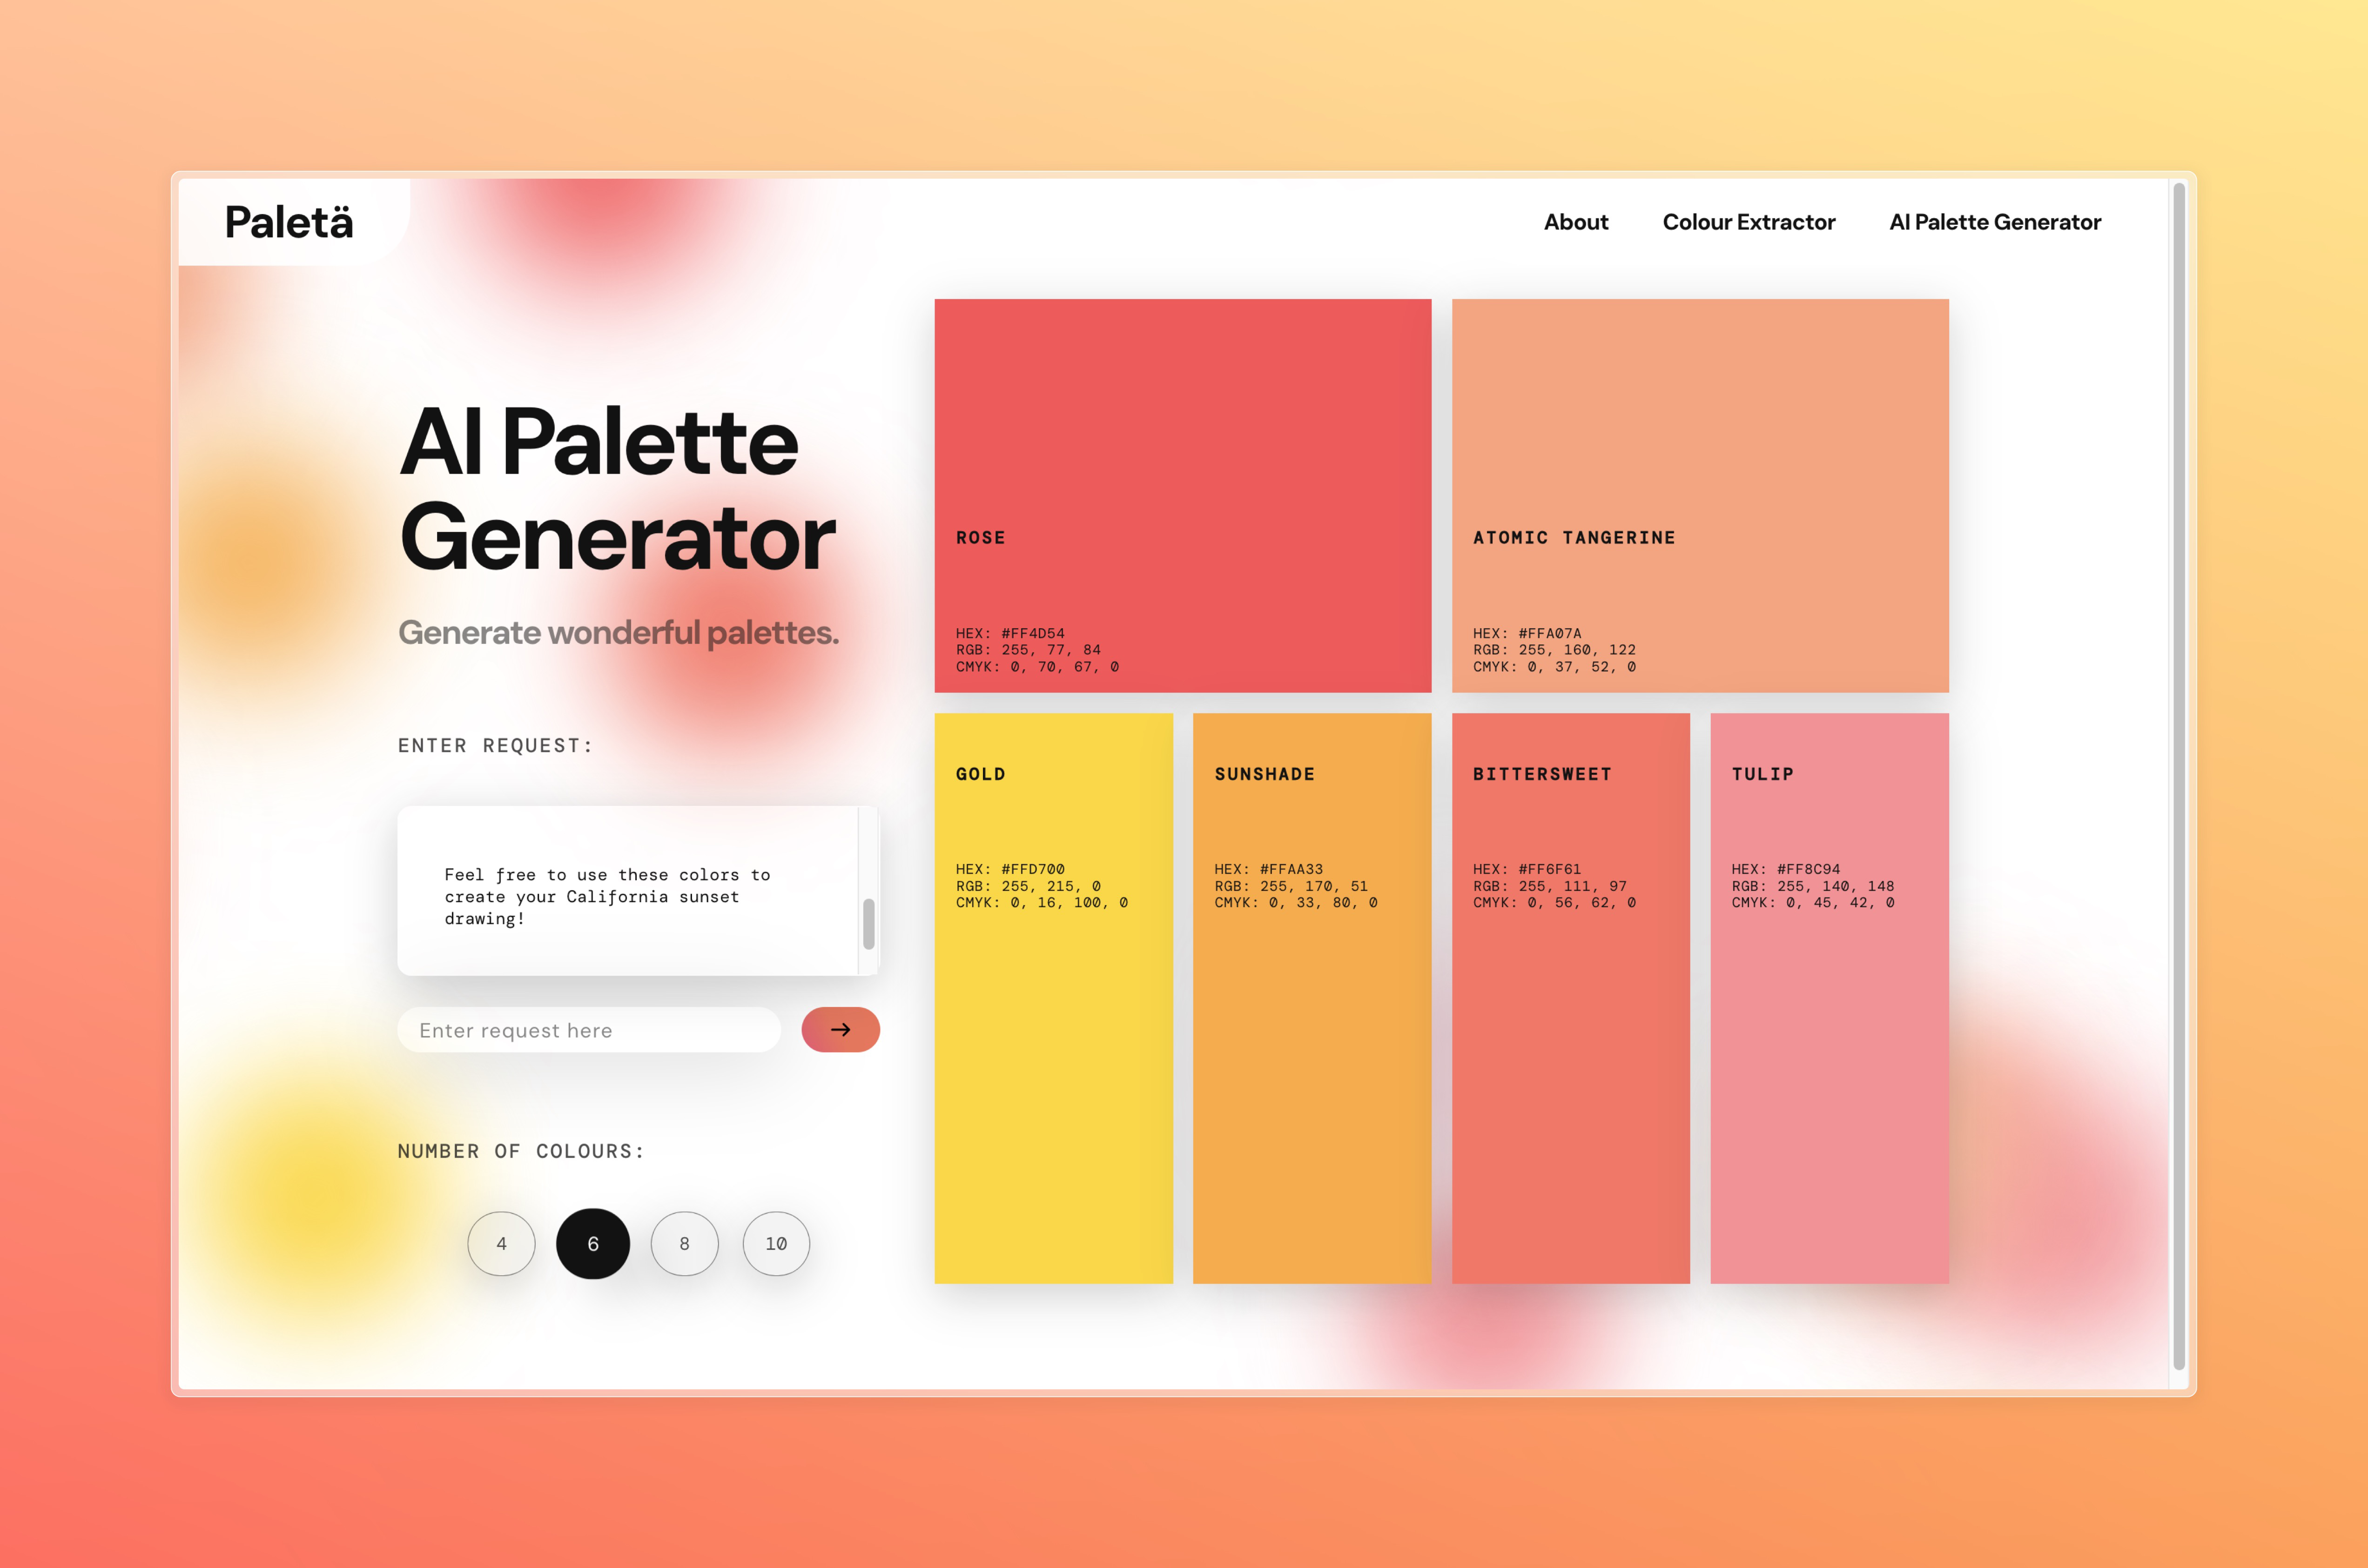 Paletä
About
Colour Extractor
AI Palette Generator
AI Palette
Generator
Generate wonderful palettes.
ENTER REQUEST:
Feel free to use these colors to
create your California sunset
drawing!
Enter request here
→
NUMBER OF COLOURS:
4
6
8
10
ROSE
HEX: #FF4D54
RGB: 255, 77, 84
CMYK: 0, 70, 67, 0
ATOMIC TANGERINE
HEX: #FFA07A
RGB: 255, 160, 122
CMYK: 0, 37, 52, 0
GOLD
HEX: #FFD700
RGB: 255, 215, 0
CMYK: 0, 16, 100, 0
SUNSHADE
HEX: #FFAA33
RGB: 255, 170, 51
CMYK: 0, 33, 80, 0
BITTERSWEET
HEX: #FF6F61
RGB: 255, 111, 97
CMYK: 0, 56, 62, 0
TULIP
HEX: #FF8C94
RGB: 255, 140, 148
CMYK: 0, 45, 42, 0